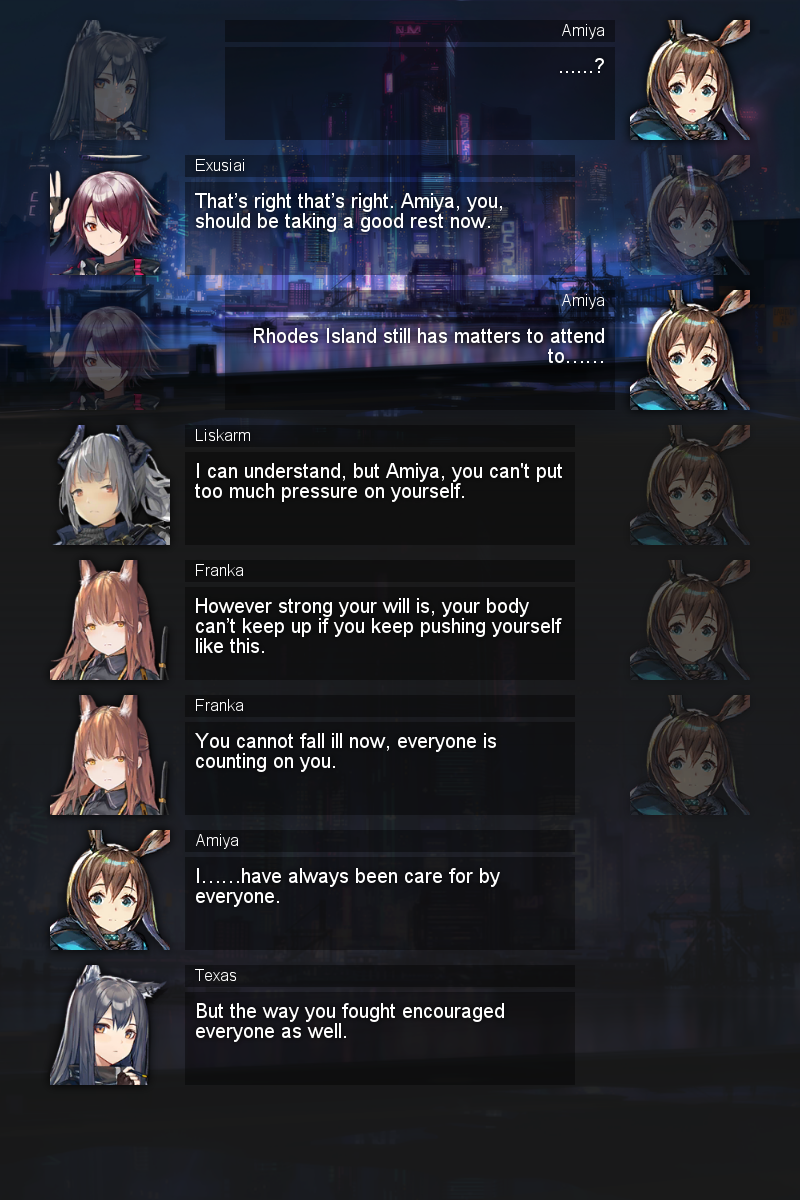 Amiya
......?
Exusiai
That’s right that’s right. Amiya, you,
should be taking a good rest now.
Amiya
Rhodes Island still has matters to attend
to……
Liskarm
I can understand, but Amiya, you can't put
too much pressure on yourself.
Franka
However strong your will is, your body
can’t keep up if you keep pushing yourself
like this.
Franka
You cannot fall ill now, everyone is
counting on you.
Amiya
I……have always been care for by
everyone.
Texas
But the way you fought encouraged
everyone as well.